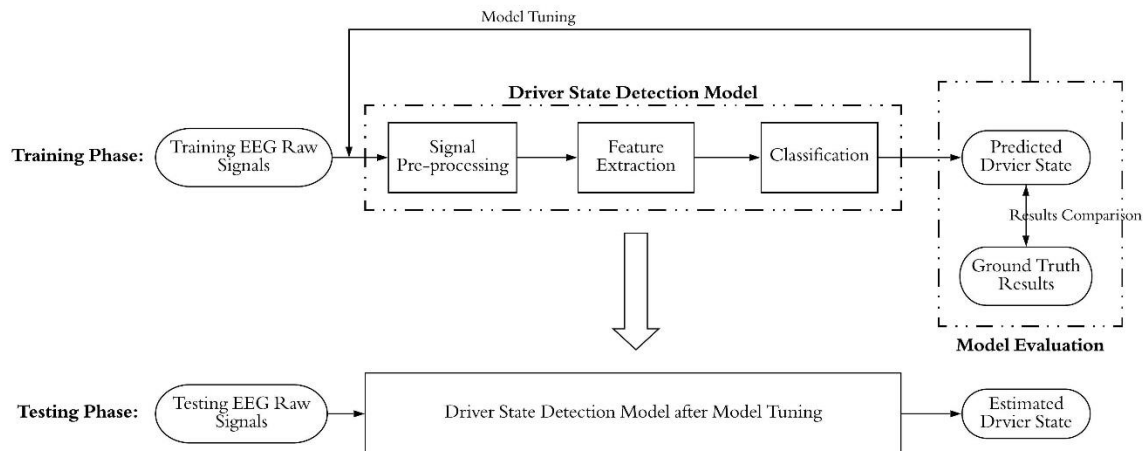 Model Tuning
Driver State Detection Model
Training Phase:
Training EEG Raw
Signals
Signal
Pre-processing
Feature
Extraction
Classification
Predicted
Drvier State
Results Comparison
Ground Truth
Results
Model Evaluation
Testing Phase:
Testing EEG Raw
Signals
Driver State Detection Model after Model Tuning
Estimated
Drvier State